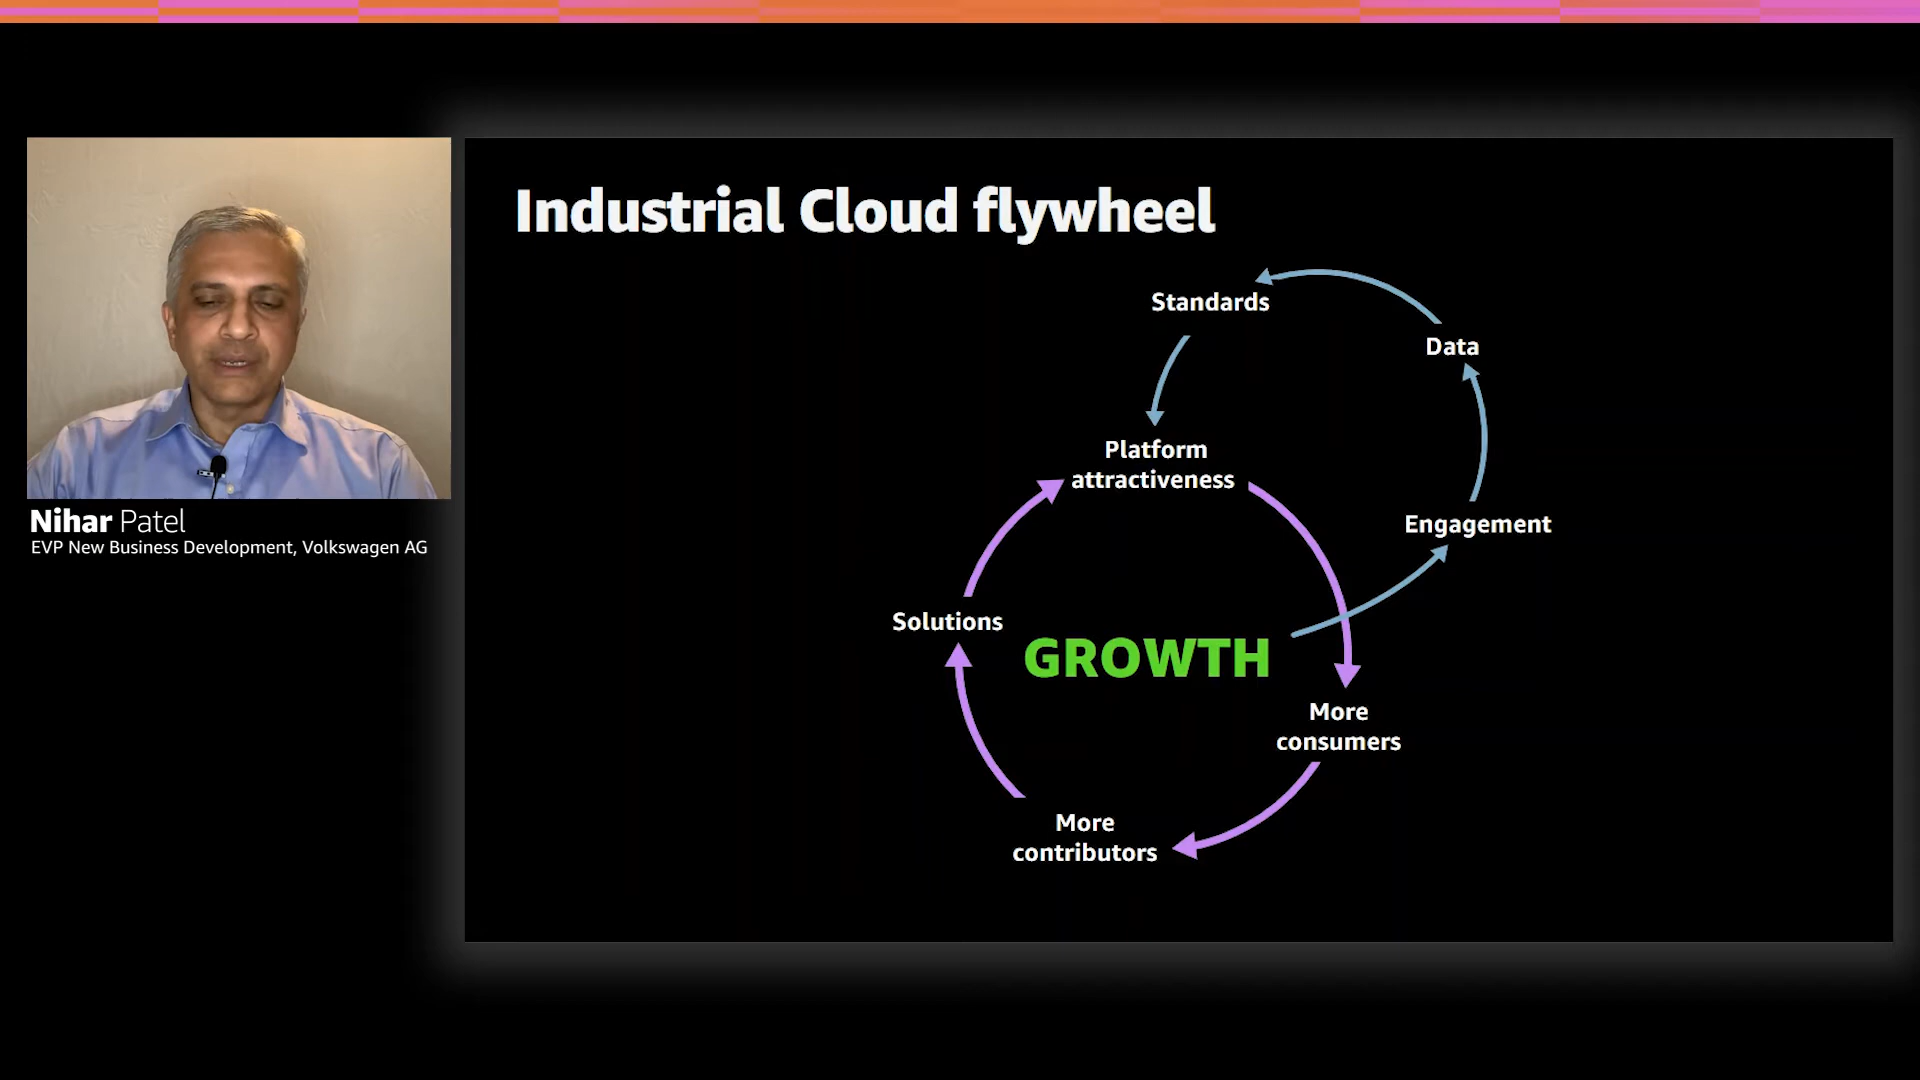 Industrial Cloud flywheel
Standards
Data
Platform
attractiveness
Engagement
Solutions
GROWTH
More
consumers
More
contributors
Nihar Patel
EVP New Business Development, Volkswagen AG